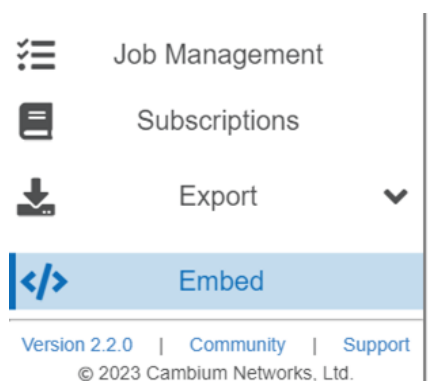 Job Management
Subscriptions
Export
Embed
Version 2.2.0 | Community | Support
© 2023 Cambium Networks, Ltd.